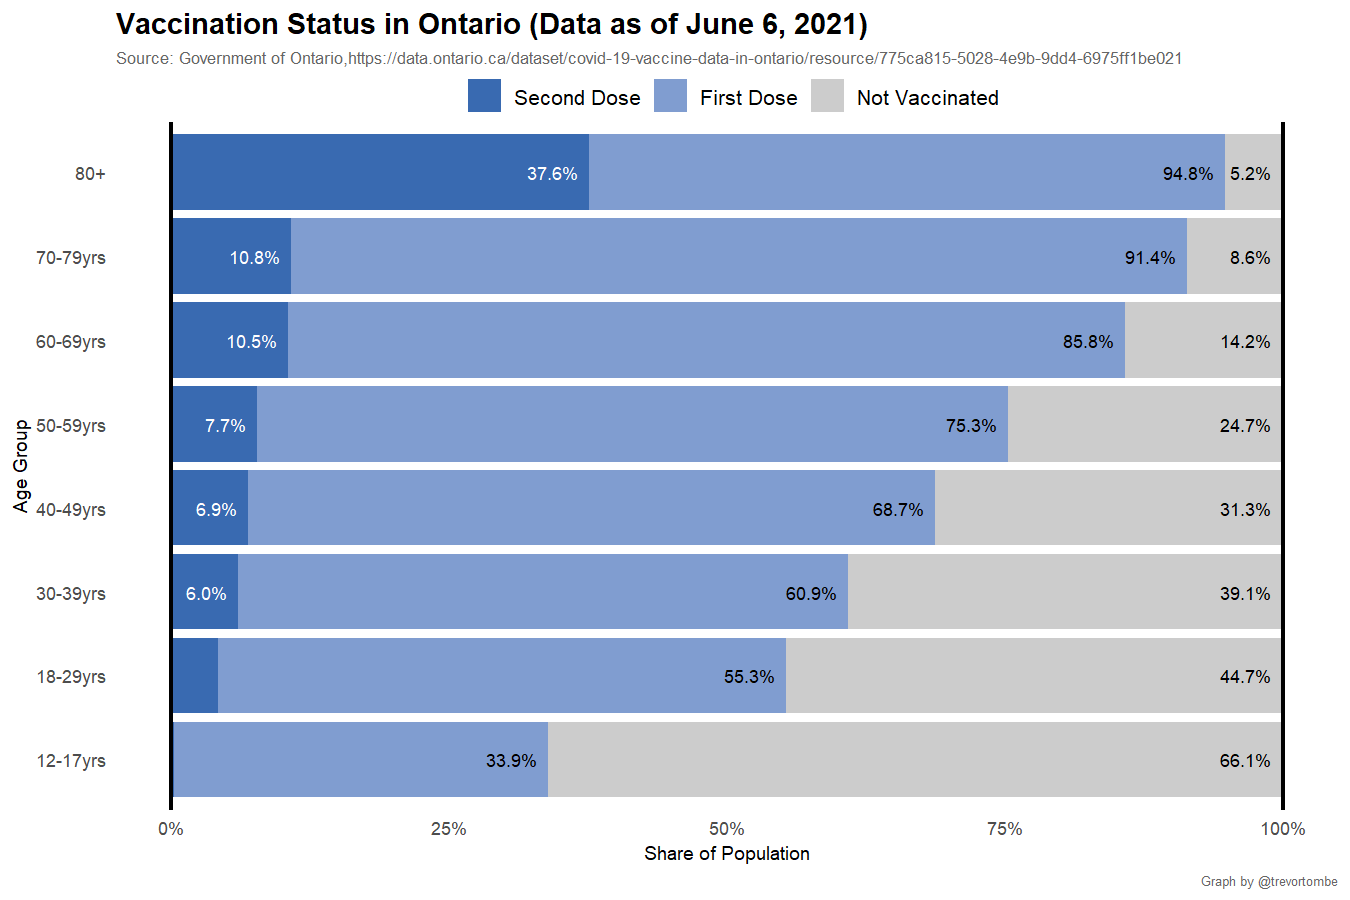 Vaccination Status in Ontario (Data as of June 6, 2021)
Source: Government of Ontario,https://data.ontario.ca/dataset/covid-19-vaccine-data-in-ontario/resource/775ca815-5028-4e9b-9dd4-6975ff1be021
Second Dose First Dose Not Vaccinated
80+ 37.6% 94.8% 5.2%
70-79yrs 10.8% 91.4% 8.6%
60-69yrs 10.5% 85.8% 14.2%
50-59yrs 7.7% 75.3% 24.7%
Age Group
40-49yrs 6.9% 68.7% 31.3%
30-39yrs 6.0% 60.9% 39.1%
18-29yrs 55.3% 44.7%
12-17yrs 33.9% 66.1%
0% 25% 50% 75% 100%
Share of Population
Graph by @trevortombe